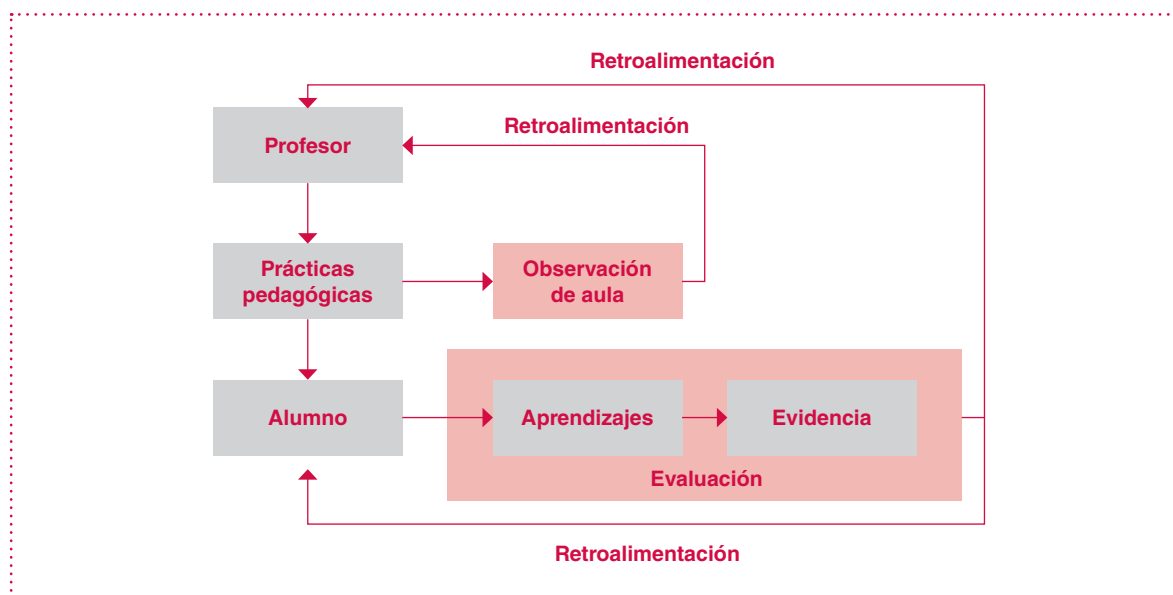 Retroalimentación
Retroalimentación
Profesor
Prácticas
pedagógicas
Observación
de aula
Alumno
Aprendizajes
Evidencia
Evaluación
Retroalimentación